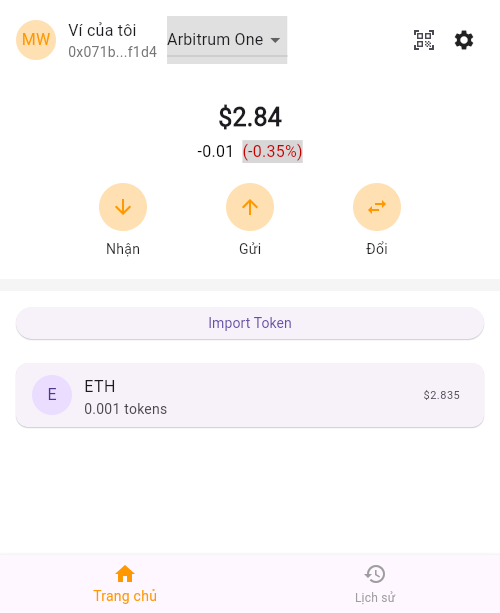 MW
Ví của tôi
0x071b...f1d4
Arbitrum One
$2.84
-0.01 (-0.35%)
Nhận
Gửi
Đổi
Import Token
E
ETH
0.001 tokens
$2.835
Trang chủ
Lịch sử